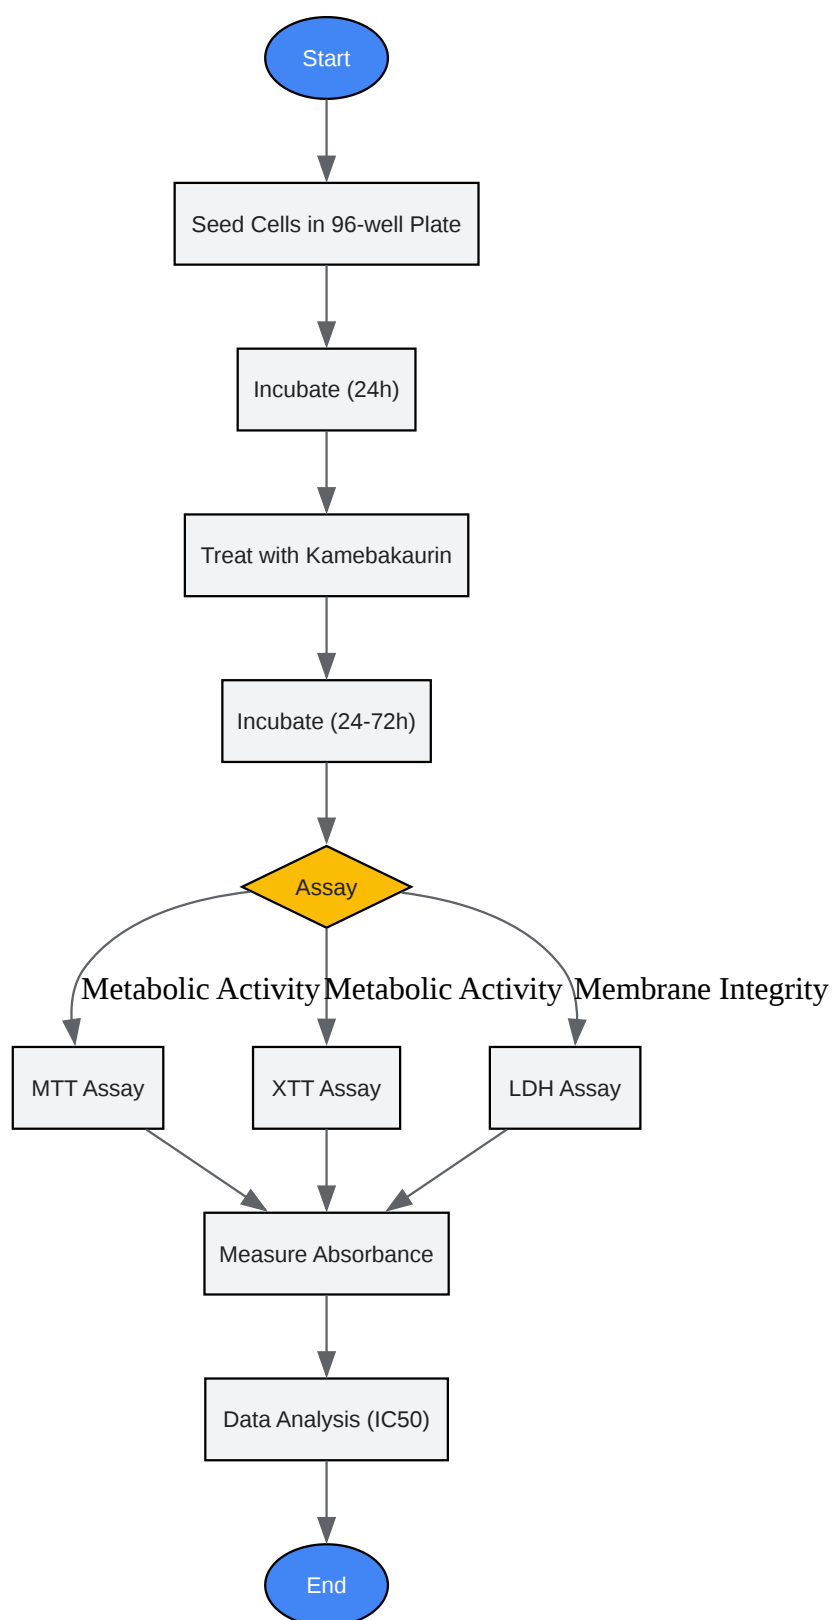 Start
Seed Cells in 96-well Plate
Incubate (24h)
Treat with Kamebakaurin
Incubate (24-72h)
Assay
Metabolic Activity
Metabolic Activity
Membrane Integrity
MTT Assay
XTT Assay
LDH Assay
Measure Absorbance
Data Analysis (IC50)
End